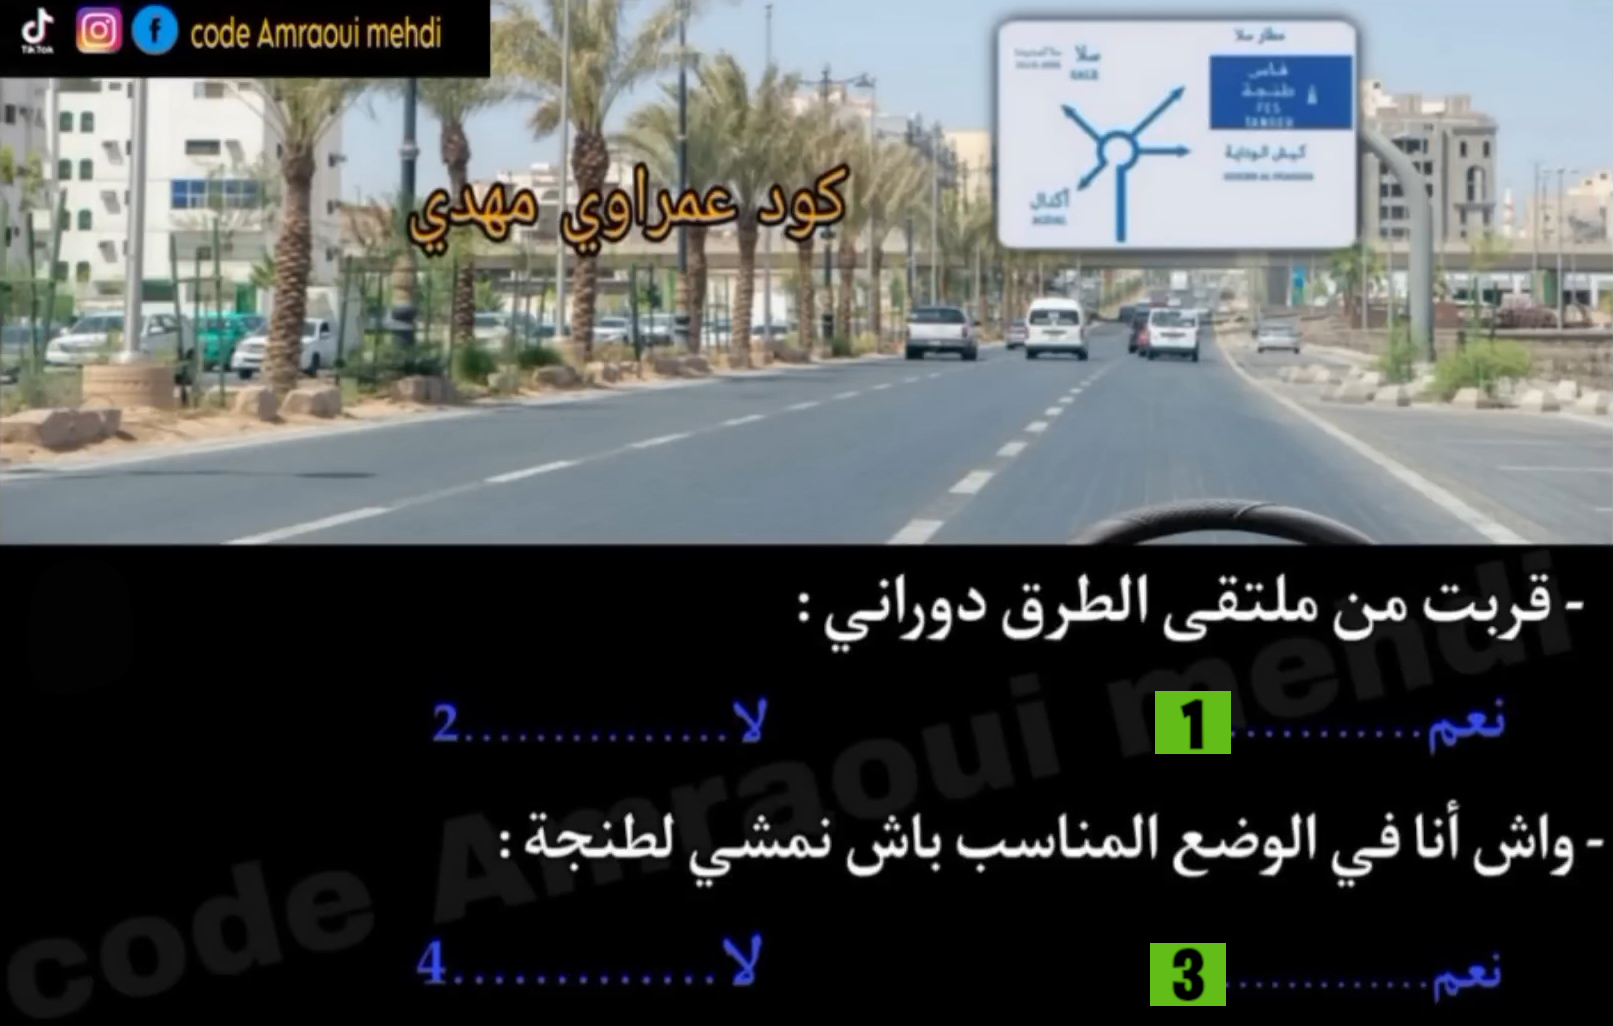 TikTok
code Amraoui mehdi
مطار سلا
سلا
SALE
فاس
طنجة
FES
TANGER
كيش الوداية
أكدال
AGDAL
كود عمراوي مهدي
- قربت من ملتقى الطرق دوراني :
نعم............1 لا................2
- واش أنا في الوضع المناسب باش نمشي لطنجة :
نعم............3 لا..............4
code Amraoui mehdi